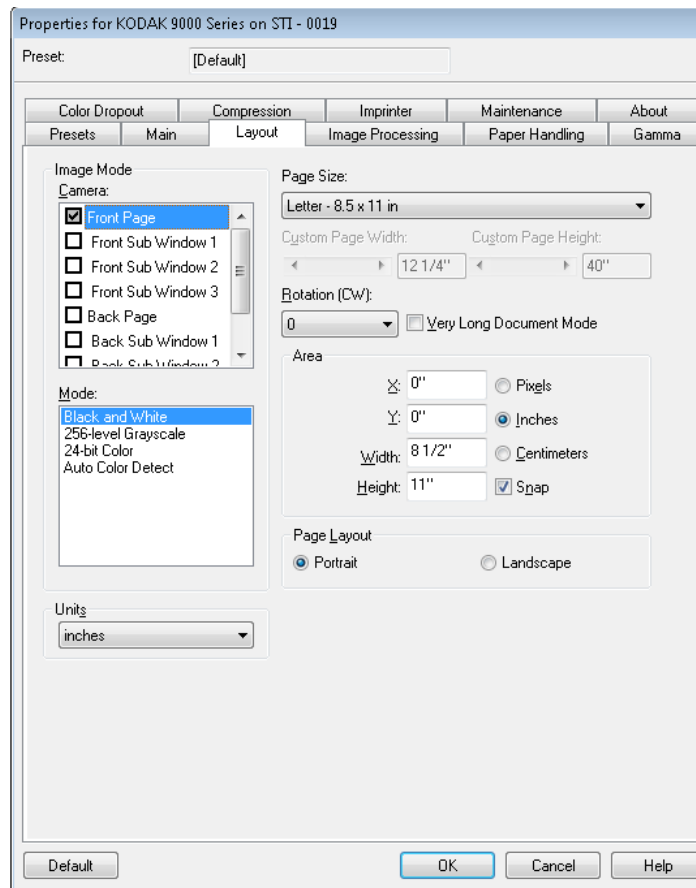 Properties for KODAK 9000 Series on STI - 0019
Preset: [Default]
Color Dropout Compression Imprinter Maintenance About
Presets Main Layout Image Processing Paper Handling Gamma
Image Mode
Camera:
Front Page
Front Sub Window 1
Front Sub Window 2
Front Sub Window 3
Back Page
Back Sub Window 1
Back Sub Window 2
Mode:
Black and White
256-level Grayscale
24-bit Color
Auto Color Detect
Units
inches
Page Size:
Letter - 8.5 x 11 in
Custom Page Width: Custom Page Height:
12 1/4" 40"
Rotation (CW):
0 Very Long Document Mode
Area
X: 0" Pixels
Y: 0" Inches
Width: 8 1/2" Centimeters
Height: 11" Snap
Page Layout
Portrait Landscape
Default OK Cancel Help